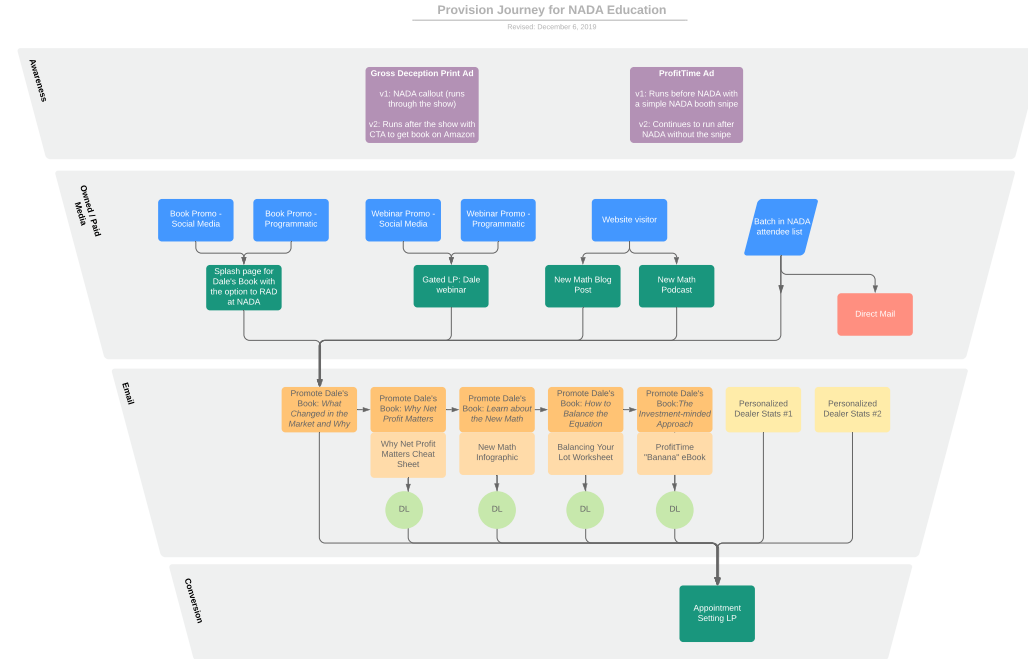 Provision Journey for NADA Education
Revised: December 6, 2019
Awareness
Gross Deception Print Ad
v1: NADA callout (runs
through the show)
v2: Runs after the show with
CTA to get book on Amazon
ProfitTime Ad
v1: Runs before NADA with
a simple NADA booth snipe
v2: Continues to run after
NADA without the snipe
Owned / Paid
Media
Book Promo -
Social Media
Book Promo -
Programmatic
Webinar Promo -
Social Media
Webinar Promo -
Programmatic
Website visitor
Batch in NADA
attendee list
Splash page for
Dale's Book with
the option to RAD
at NADA
Gated LP: Dale
webinar
New Math Blog
Post
New Math
Podcast
Direct Mail
Email
Promote Dale's
Book: What
Changed in the
Market and Why
Promote Dale's
Book: Why Net
Profit Matters
Promote Dale's
Book: Learn about
the New Math
Promote Dale's
Book: How to
Balance the
Equation
Promote Dale's
Book:The
Investment-minded
Approach
Personalized
Dealer Stats #1
Personalized
Dealer Stats #2
Why Net Profit
Matters Cheat
Sheet
New Math
Infographic
Balancing Your
Lot Worksheet
ProfitTime
"Banana" eBook
DL
DL
DL
DL
Conversion
Appointment
Setting LP